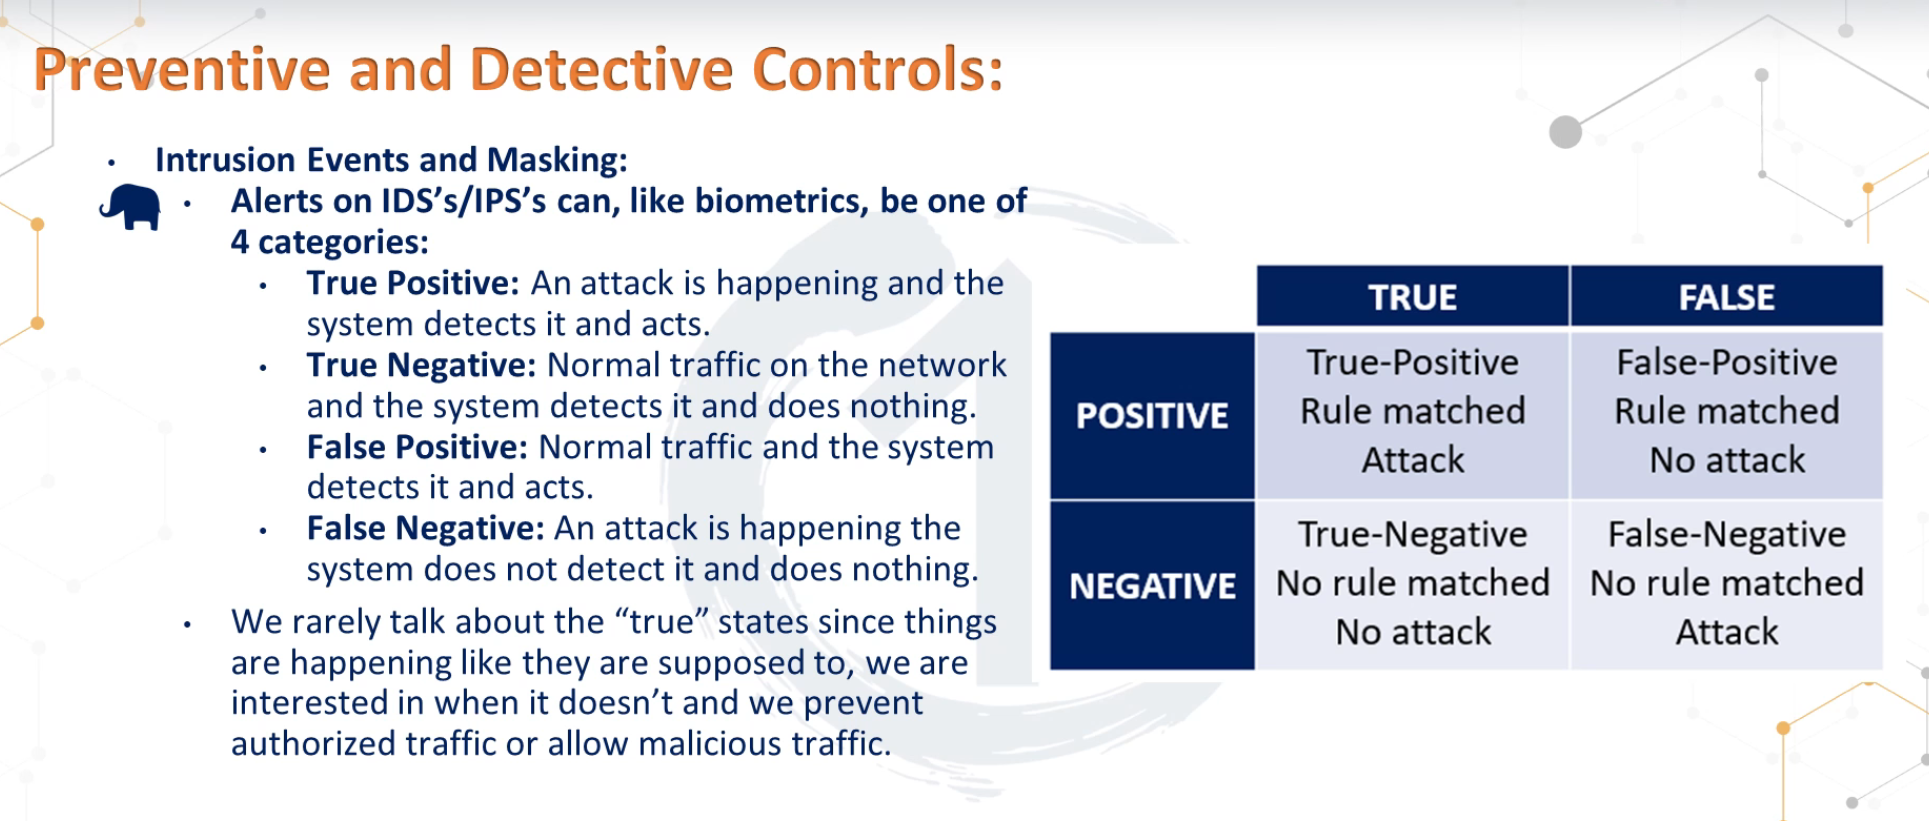 Preventive and Detective Controls:
• Intrusion Events and Masking:
• Alerts on IDS’s/IPS’s can, like biometrics, be one of
4 categories:
• True Positive: An attack is happening and the
system detects it and acts.
• True Negative: Normal traffic on the network
and the system detects it and does nothing.
• False Positive: Normal traffic and the system
detects it and acts.
• False Negative: An attack is happening the
system does not detect it and does nothing.
• We rarely talk about the “true” states since things
are happening like they are supposed to, we are
interested in when it doesn’t and we prevent
authorized traffic or allow malicious traffic.
TRUE
FALSE
POSITIVE
True-Positive
Rule matched
Attack
False-Positive
Rule matched
No attack
NEGATIVE
True-Negative
No rule matched
No attack
False-Negative
No rule matched
Attack